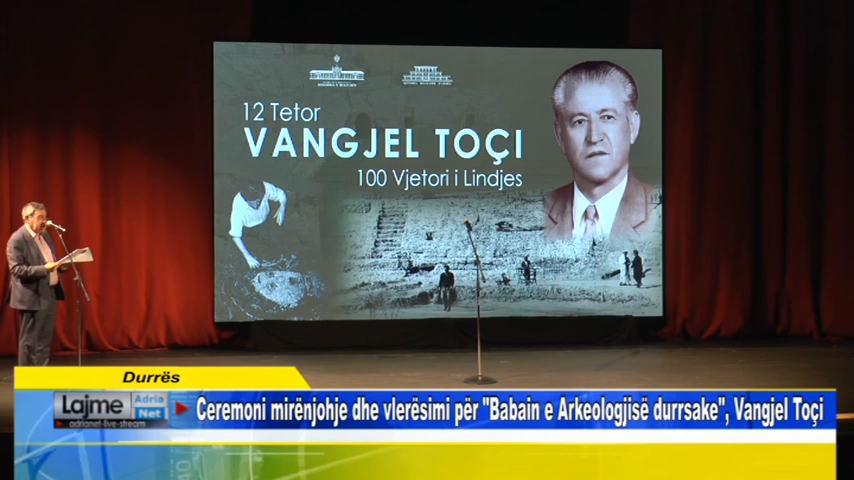 12 Tetor
VANGJEL TOÇI
100 Vjetori i Lindjes
Durrës
Lajme Adria Net
adrianet-live-stream
Ceremoni mirënjohje dhe vlerësimi për "Babain e Arkeologjisë durrsake", Vangjel Toçi